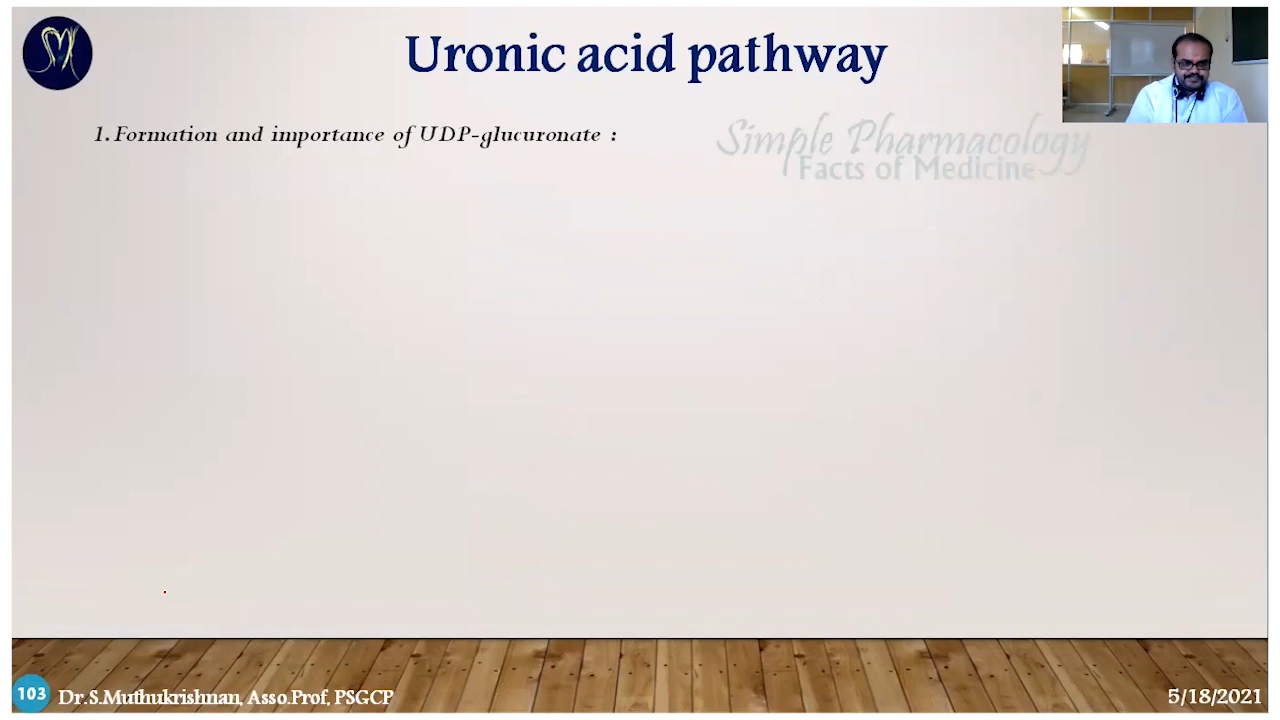 SM
Uronic acid pathway
1. Formation and importance of UDP-glucuronate :
Simple Pharmacology
Facts of Medicine
103
Dr.S.Muthukrishnan, Asso.Prof, PSGCP
5/18/2021